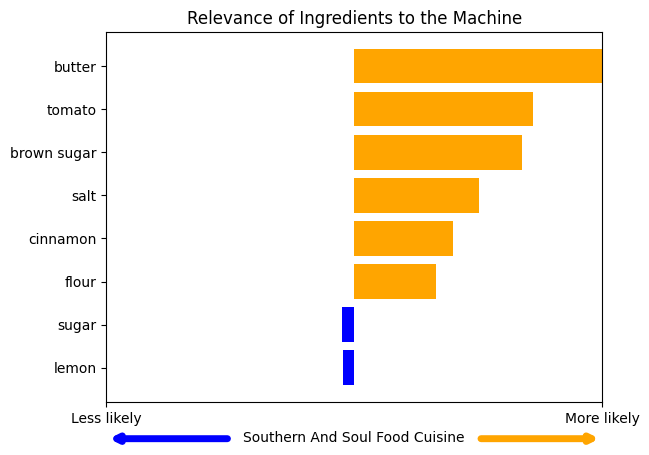 Relevance of Ingredients to the Machine
butter
tomato
brown sugar
salt
cinnamon
flour
sugar
lemon
Less likely
More likely
Southern And Soul Food Cuisine